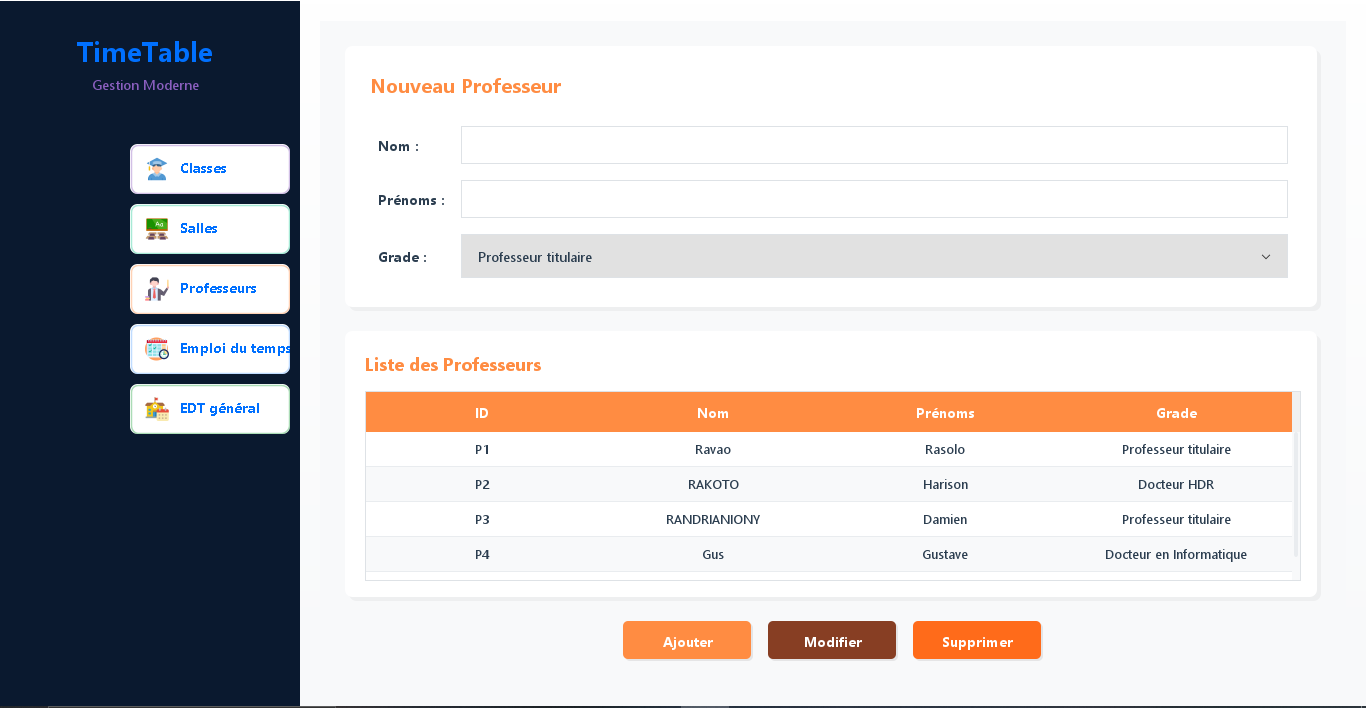 TimeTable
Gestion Moderne
Classes
Salles
Professeurs
Emploi du temps
EDT général
Nouveau Professeur
Nom :
Prénoms :
Grade : Professeur titulaire
Liste des Professeurs
ID Nom Prénoms Grade
P1 Ravao Rasolo Professeur titulaire
P2 RAKOTO Harison Docteur HDR
P3 RANDRIANIONY Damien Professeur titulaire
P4 Gus Gustave Docteur en Informatique
Ajouter Modifier Supprimer